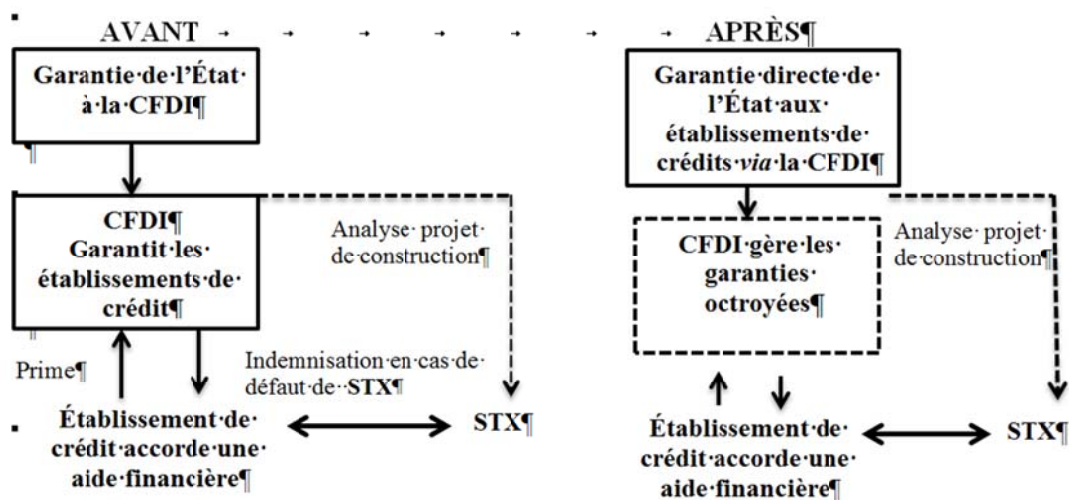 AVANT → → → → → → APRÈS¶
Garantie·de·l’État·
à·la·CFDI¶
¶
CFDI¶
Garantit·les·
établissements·de·
crédit¶
¶
Analyse· projet·
de·construction¶
Prime¶
Indemnisation·en·cas·de·
défaut·de··STX¶
Établissement·de·
crédit·accorde·une·
aide·financière¶
STX¶
Garantie·directe·de·
l’État·aux·
établissements·de·
crédits·via·la·CFDI¶
CFDI·gère·les·
garanties·
octroyées¶
Analyse· projet·
de·construction¶
Établissement·de·
crédit·accorde·une·
aide·financière¶
STX¶